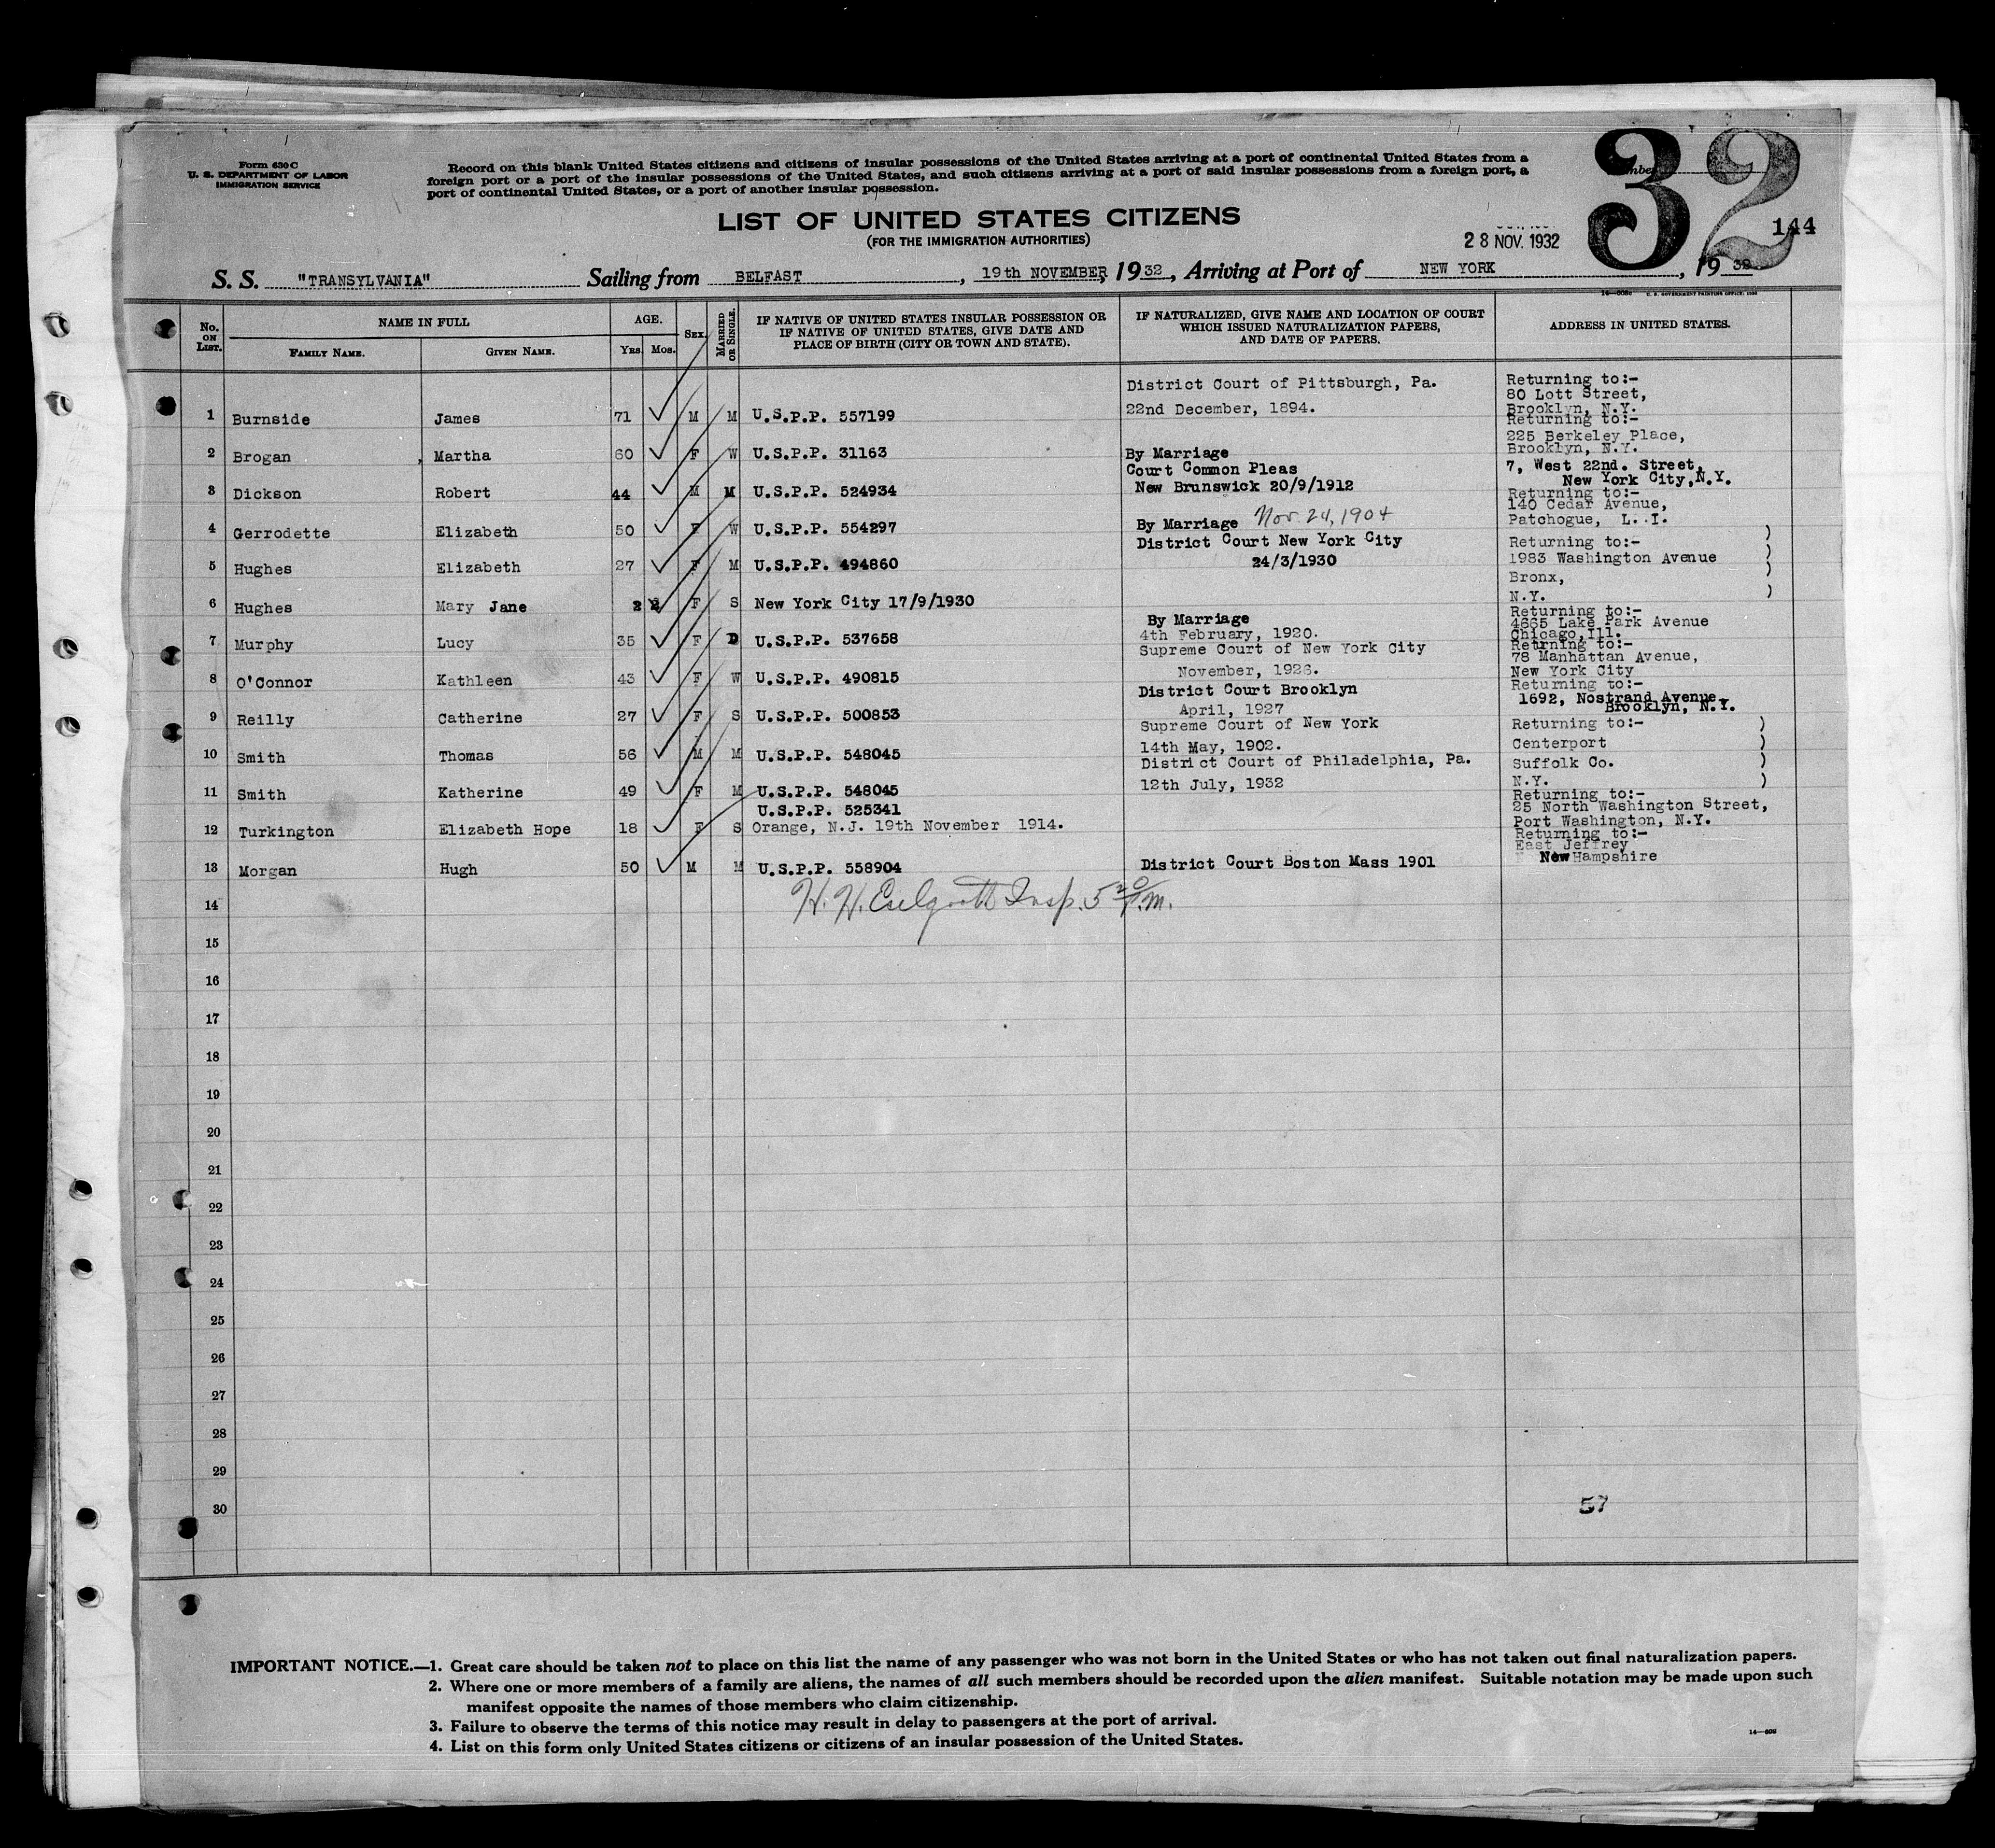 Form 630 C
U. S. DEPARTMENT OF LABOR
IMMIGRATION SERVICE
Record on this blank United States citizens and citizens of insular possessions of the United States arriving at a port of continental United States from a
foreign port or a port of the insular possessions of the United States, and such citizens arriving at a port of said insular possessions from a foreign port, a
port of continental United States, or a port of another insular possession.
32
144
LIST OF UNITED STATES CITIZENS
(FOR THE IMMIGRATION AUTHORITIES)
28 NOV. 1932
S. S. "TRANSYLVANIA" Sailing from BELFAST, 19th NOVEMBER, 1932, Arriving at Port of NEW YORK, 1932
No. ON LIST. NAME IN FULL AGE. SEX. MARRIED OR SINGLE. IF NATIVE OF UNITED STATES INSULAR POSSESSION OR IF NATIVE OF UNITED STATES, GIVE DATE AND PLACE OF BIRTH (CITY OR TOWN AND STATE). IF NATURALIZED, GIVE NAME AND LOCATION OF COURT WHICH ISSUED NATURALIZATION PAPERS, AND DATE OF PAPERS. ADDRESS IN UNITED STATES.
FAMILY NAME. GIVEN NAME. Yrs. Mos.
1 Burnside James 71 M M U.S.P.P. 557199 District Court of Pittsburgh, Pa. 22nd December, 1894. Returning to:- 80 Lott Street, Brooklyn, N.Y.
2 Brogan, Martha 60 F W U.S.P.P. 31163 By Marriage Returning to:- 225 Berkeley Place, Brooklyn, N.Y.
3 Dickson Robert 44 M M U.S.P.P. 524934 Court Common Pleas New Brunswick 20/9/1912 7, West 22nd. Street, New York City, N.Y.
4 Gerrodette Elizabeth 50 F W U.S.P.P. 554297 By Marriage Nov. 24, 1904 Returning to:- 140 Cedar Avenue, Patchogue, L..I.
5 Hughes Elizabeth 27 F M U.S.P.P. 494860 District Court New York City 24/3/1930 Returning to:- 1983 Washington Avenue
6 Hughes Mary Jane 2 2 F S New York City 17/9/1930 Bronx, N.Y.
7 Murphy Lucy 35 F D U.S.P.P. 537658 By Marriage 4th February, 1920. Returning to:- 4665 Lake Park Avenue Chicago, Ill.
8 O'Connor Kathleen 43 F W U.S.P.P. 490815 Supreme Court of New York City November, 1926. Returning to:- 78 Manhattan Avenue, New York City
9 Reilly Catherine 27 F S U.S.P.P. 500853 District Court Brooklyn April, 1927 Returning to:- 1692, Nostrand Avenue, Brooklyn, N.Y.
10 Smith Thomas 56 M M U.S.P.P. 548045 Supreme Court of New York 14th May, 1902. Returning to:- Centerport
11 Smith Katherine 49 F M U.S.P.P. 548045 District Court of Philadelphia, Pa. 12th July, 1932 Suffolk Co. N.Y.
12 Turkington Elizabeth Hope 18 F S U.S.P.P. 525341 Orange, N.J. 19th November 1914. Returning to:- 25 North Washington Street, Port Washington, N.Y.
13 Morgan Hugh 50 M M U.S.P.P. 558904 District Court Boston Mass 1901 Returning to:- East Jeffrey New Hampshire
14 H. H. Insp. 5 20 P.M.
15
16
17
18
19
20
21
22
23
24
25
26
27
28
29
30
57
IMPORTANT NOTICE.—1. Great care should be taken not to place on this list the name of any passenger who was not born in the United States or who has not taken out final naturalization papers.
2. Where one or more members of a family are aliens, the names of all such members should be recorded upon the alien manifest. Suitable notation may be made upon such
manifest opposite the names of those members who claim citizenship.
3. Failure to observe the terms of this notice may result in delay to passengers at the port of arrival.
4. List on this form only United States citizens or citizens of an insular possession of the United States.
14—608